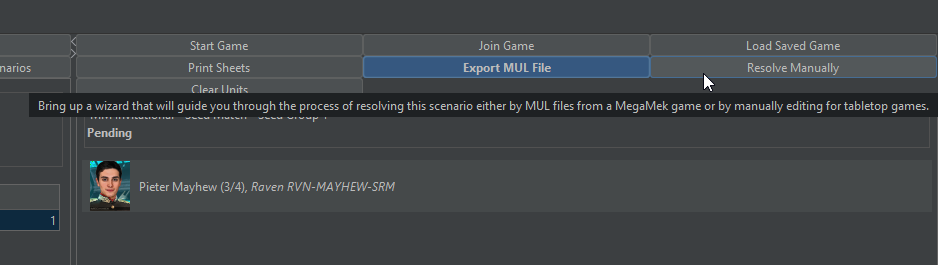 Start Game
Join Game
Load Saved Game
narios
Print Sheets
Export MUL File
Resolve Manually
Clear Units
Bring up a wizard that will guide you through the process of resolving this scenario either by MUL files from a MegaMek game or by manually editing for tabletop games.
Pending
Pieter Mayhew (3/4), Raven RVN-MAYHEW-SRM
1